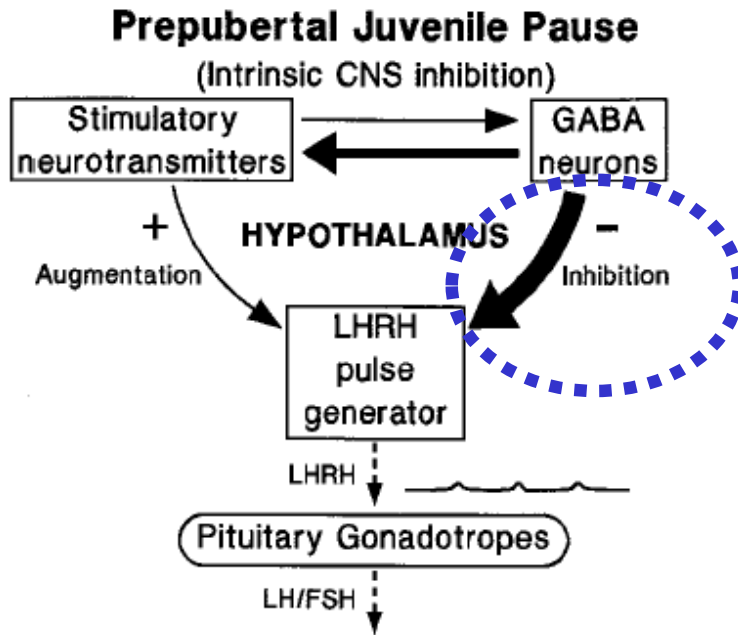 Prepubertal Juvenile Pause
(Intrinsic CNS inhibition)
Stimulatory
neurotransmitters
GABA
neurons
+
HYPOTHALAMUS
−
Augmentation
Inhibition
LHRH
pulse
generator
LHRH
Pituitary Gonadotropes
LH/FSH